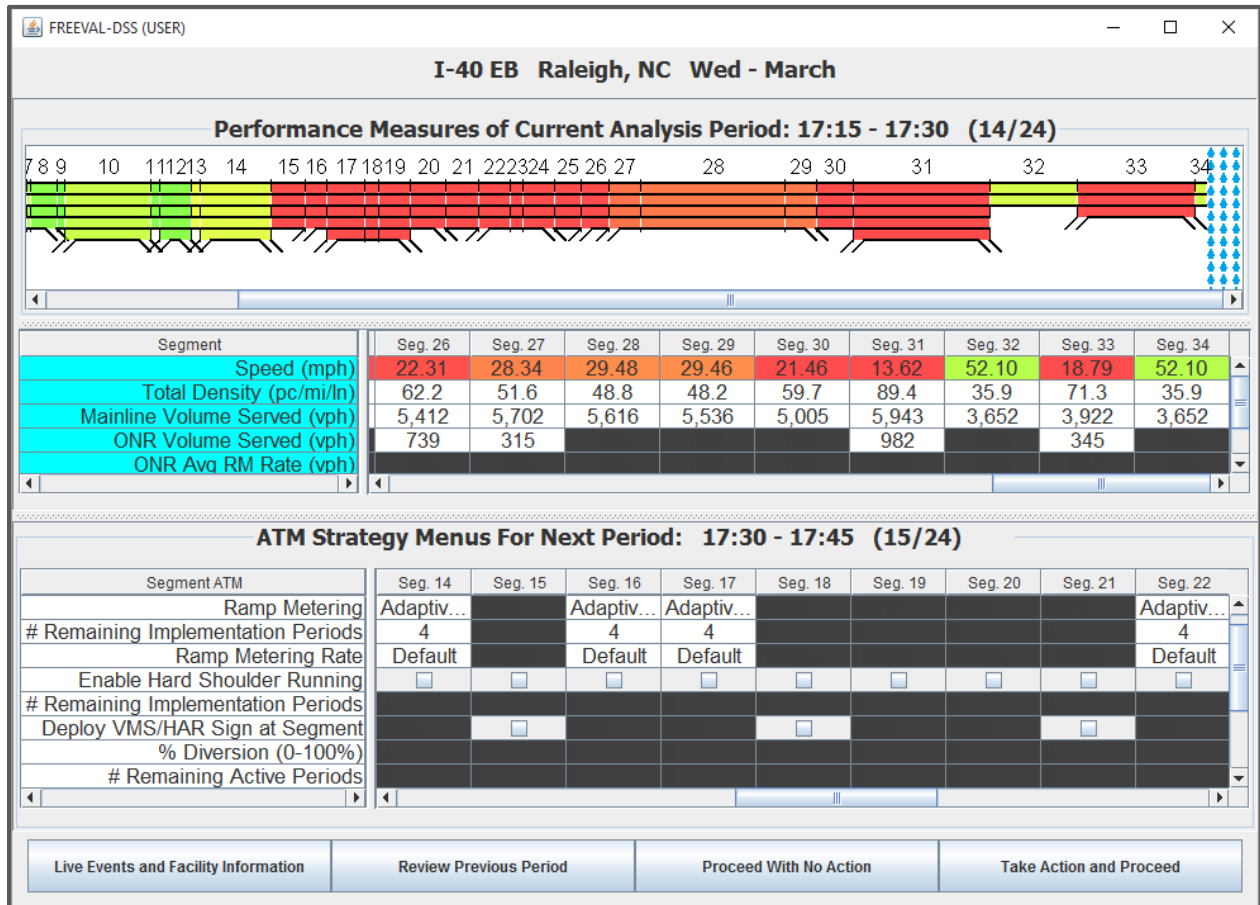 FREEVAL-DSS (USER)
I-40 EB Raleigh, NC Wed - March
Performance Measures of Current Analysis Period: 17:15 - 17:30 (14/24)
7 8 9 10 11 12 13 14 15 16 17 18 19 20 21 22 23 24 25 26 27 28 29 30 31 32 33 34
Segment Seg. 26 Seg. 27 Seg. 28 Seg. 29 Seg. 30 Seg. 31 Seg. 32 Seg. 33 Seg. 34
Speed (mph) 22.31 28.34 29.48 29.46 21.46 13.62 52.10 18.79 52.10
Total Density (pc/mi/ln) 62.2 51.6 48.8 48.2 59.7 89.4 35.9 71.3 35.9
Mainline Volume Served (vph) 5,412 5,702 5,616 5,536 5,005 5,943 3,652 3,922 3,652
ONR Volume Served (vph) 739 315 982 345
ONR Avg RM Rate (vph)
ATM Strategy Menus For Next Period: 17:30 - 17:45 (15/24)
Segment ATM Seg. 14 Seg. 15 Seg. 16 Seg. 17 Seg. 18 Seg. 19 Seg. 20 Seg. 21 Seg. 22
Ramp Metering Adaptiv... Adaptiv... Adaptiv... Adaptiv...
# Remaining Implementation Periods 4 4 4 4
Ramp Metering Rate Default Default Default Default
Enable Hard Shoulder Running
# Remaining Implementation Periods
Deploy VMS/HAR Sign at Segment
% Diversion (0-100%)
# Remaining Active Periods
Live Events and Facility Information Review Previous Period Proceed With No Action Take Action and Proceed